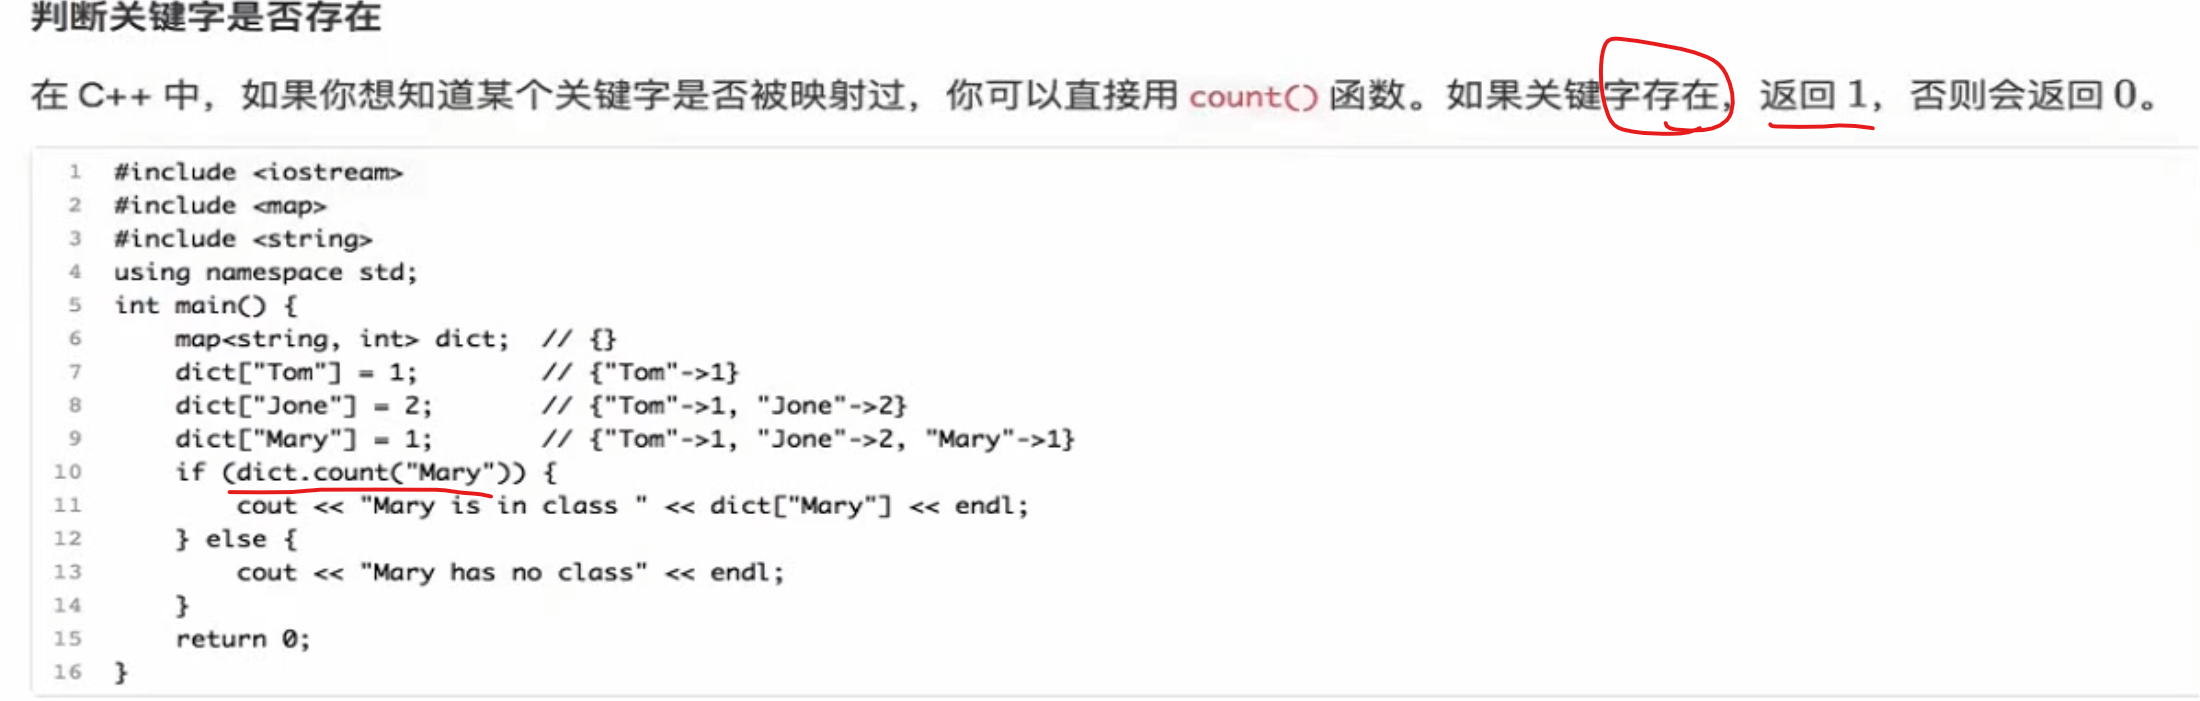 判断关键字是否存在
在 C++ 中，如果你想知道某个关键字是否被映射过，你可以直接用 count() 函数。如果关键字存在，返回 1，否则会返回 0。
1 #include <iostream>
2 #include <map>
3 #include <string>
4 using namespace std;
5 int main() {
6     map<string, int> dict;  // {}
7     dict["Tom"] = 1;        // {"Tom"->1}
8     dict["Jone"] = 2;       // {"Tom"->1, "Jone"->2}
9     dict["Mary"] = 1;       // {"Tom"->1, "Jone"->2, "Mary"->1}
10     if (dict.count("Mary")) {
11         cout << "Mary is in class " << dict["Mary"] << endl;
12     } else {
13         cout << "Mary has no class" << endl;
14     }
15     return 0;
16 }